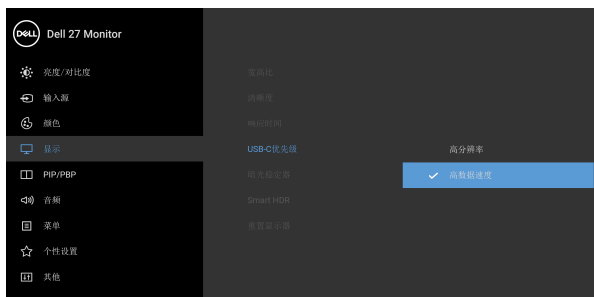 DELL
Dell 27 Monitor
亮度/对比度
输入源
颜色
显示
PIP/PBP
音频
菜单
个性设置
其他
宽高比
清晰度
响应时间
USB-C优先级
暗光稳定器
Smart HDR
重置显示器
高分辨率
高数据速度